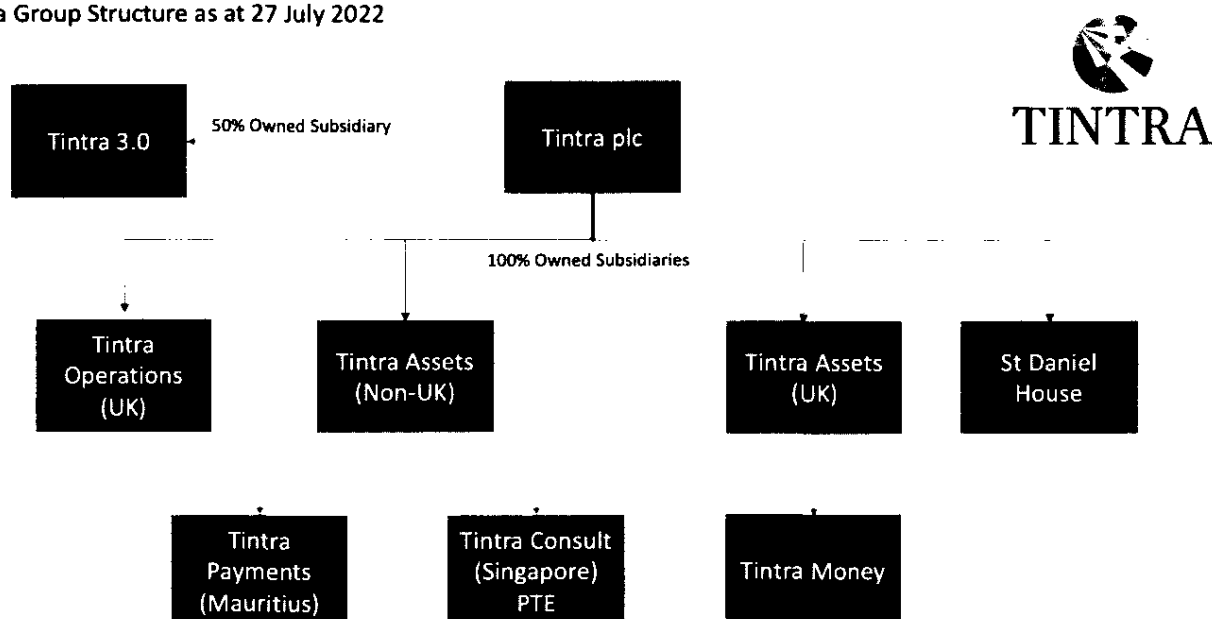 a Group Structure as at 27 July 2022
TINTRA
Tintra 3.0
50% Owned Subsidiary
Tintra plc
100% Owned Subsidiaries
Tintra
Operations
(UK)
Tintra Assets
(Non-UK)
Tintra Assets
(UK)
St Daniel
House
Tintra
Payments
(Mauritius)
Tintra Consult
(Singapore)
PTE
Tintra Money